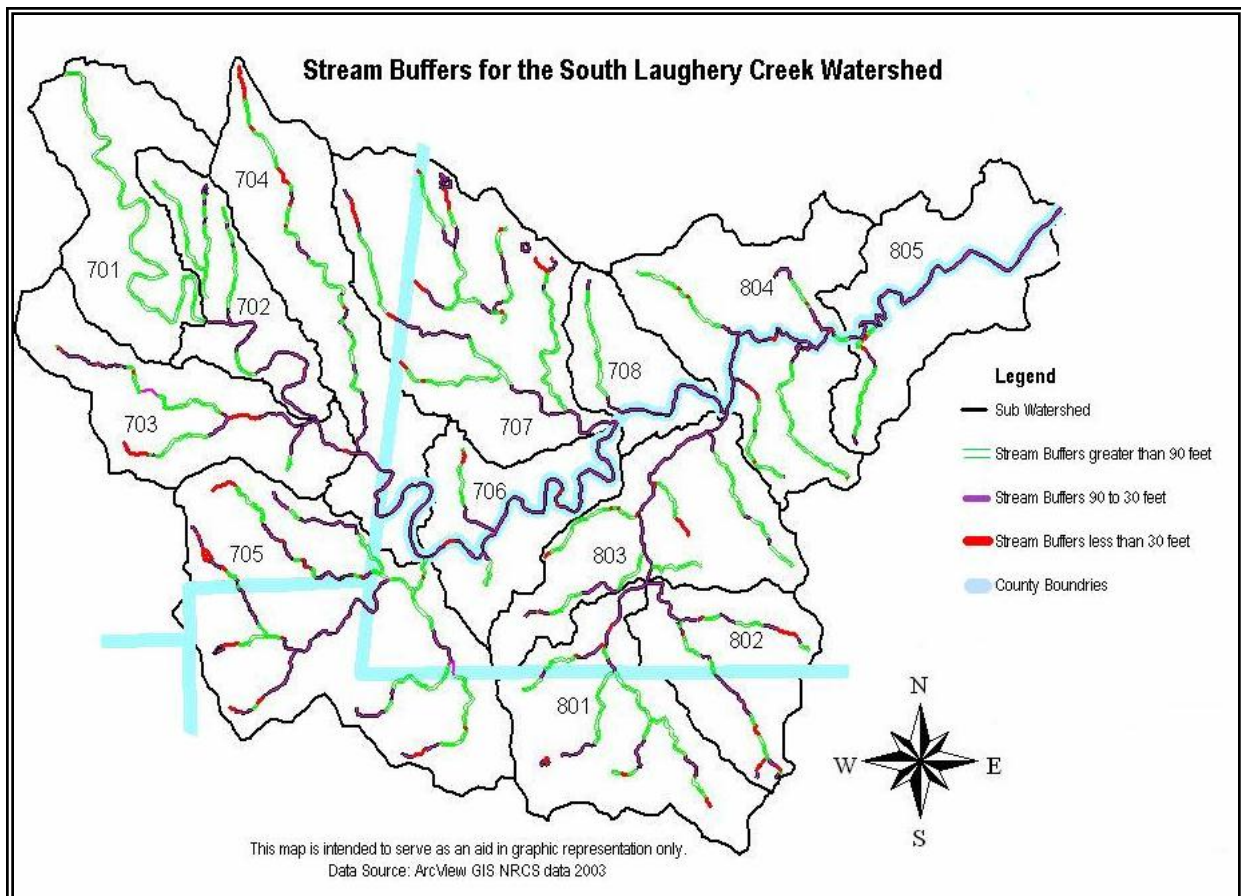 Stream Buffers for the South Laughery Creek Watershed
704
701
702
805
804
708
703
707
706
705
803
802
801
Legend
Sub Watershed
Stream Buffers greater than 90 feet
Stream Buffers 90 to 30 feet
Stream Buffers less than 30 feet
County Boundries
N
W E
S
This map is intended to serve as an aid in graphic representation only.
Data Source: ArcView GIS NRCS data 2003